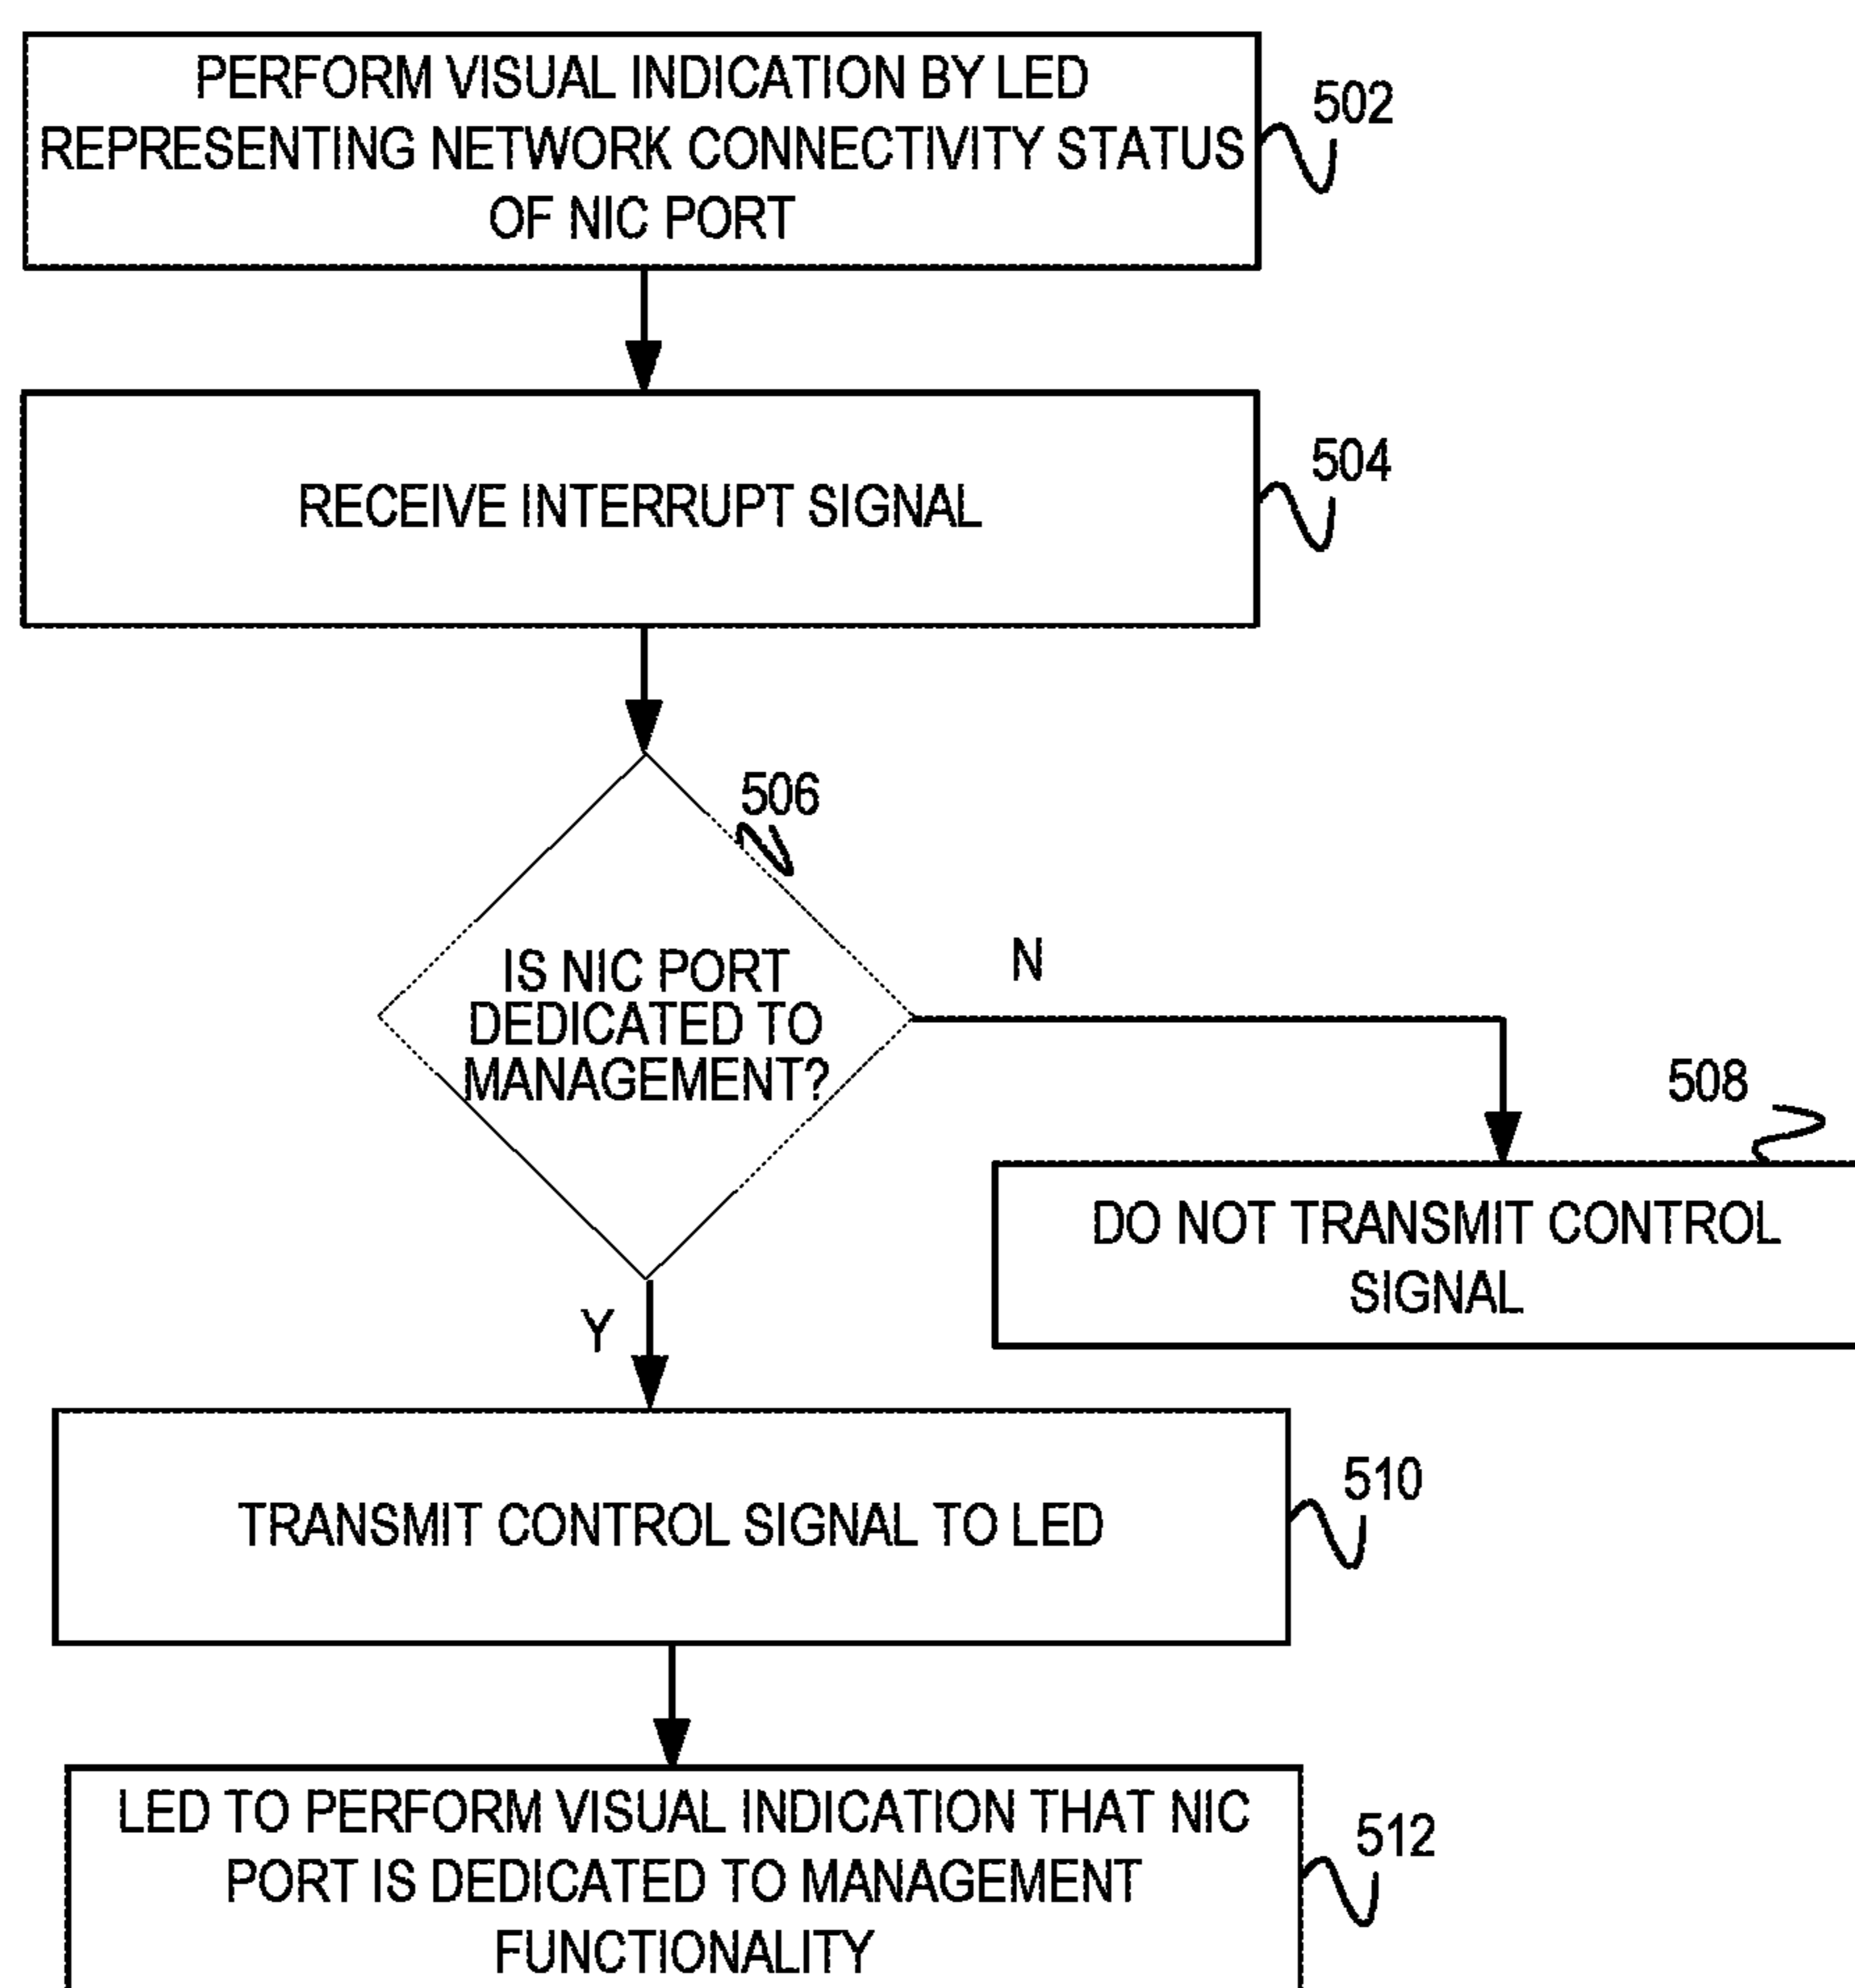 PERFORM VISUAL INDICATION BY LED
REPRESENTING NETWORK CONNECTIVITY STATUS
OF NIC PORT
502
RECEIVE INTERRUPT SIGNAL
504
506
IS NIC PORT
DEDICATED TO
MANAGEMENT?
N
508
DO NOT TRANSMIT CONTROL
SIGNAL
Y
TRANSMIT CONTROL SIGNAL TO LED
510
LED TO PERFORM VISUAL INDICATION THAT NIC
PORT IS DEDICATED TO MANAGEMENT
FUNCTIONALITY
512